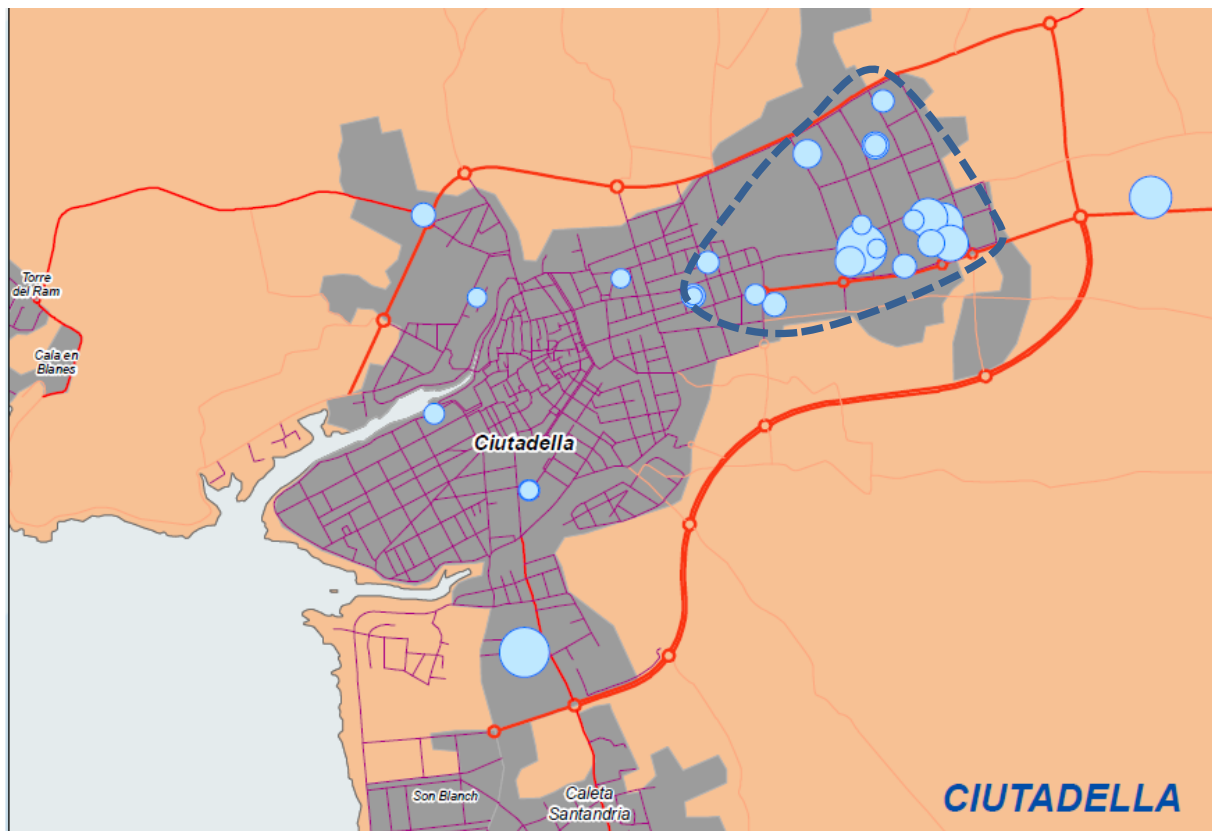 Torre
del Ram
Cala en
Blanes
Ciutadella
Son Blanch
Caleta
Santandria
CIUTADELLA